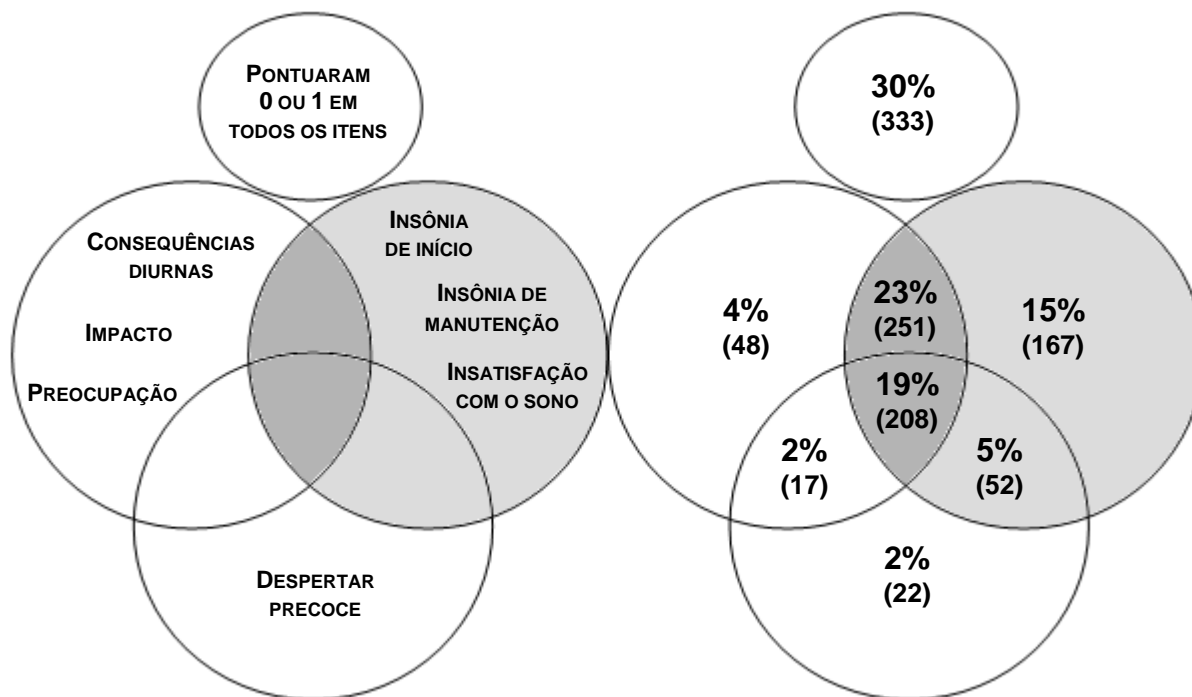 PONTUARAM
0 OU 1 EM
TODOS OS ITENS
CONSEQUÊNCIAS
DIURNAS
IMPACTO
PREOCUPAÇÃO
INSÔNIA
DE INÍCIO
INSÔNIA DE
MANUTENÇÃO
INSATISFAÇÃO
COM O SONO
DESPERTAR
PRECOCE
30%
(333)
4%
(48)
23%
(251)
15%
(167)
19%
(208)
2%
(17)
5%
(52)
2%
(22)